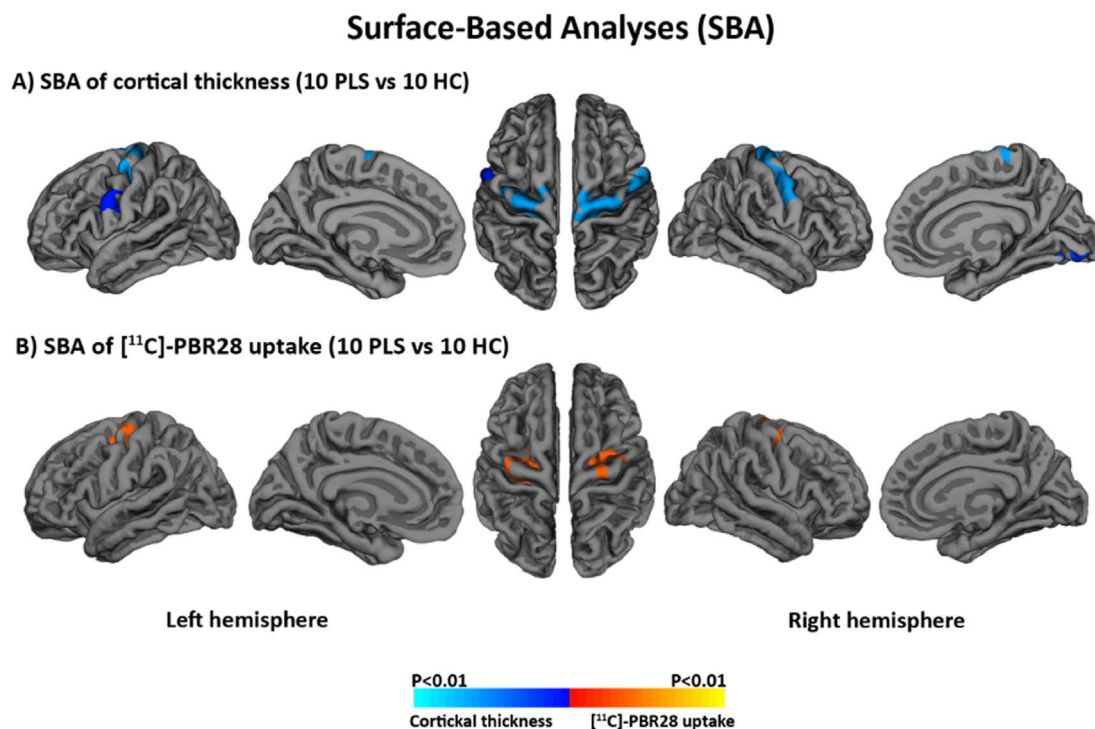 Surface-Based Analyses (SBA)
A) SBA of cortical thickness (10 PLS vs 10 HC)
B) SBA of [¹¹C]-PBR28 uptake (10 PLS vs 10 HC)
Left hemisphere
Right hemisphere
P<0.01
P<0.01
Cortickal thickness
[¹¹C]-PBR28 uptake